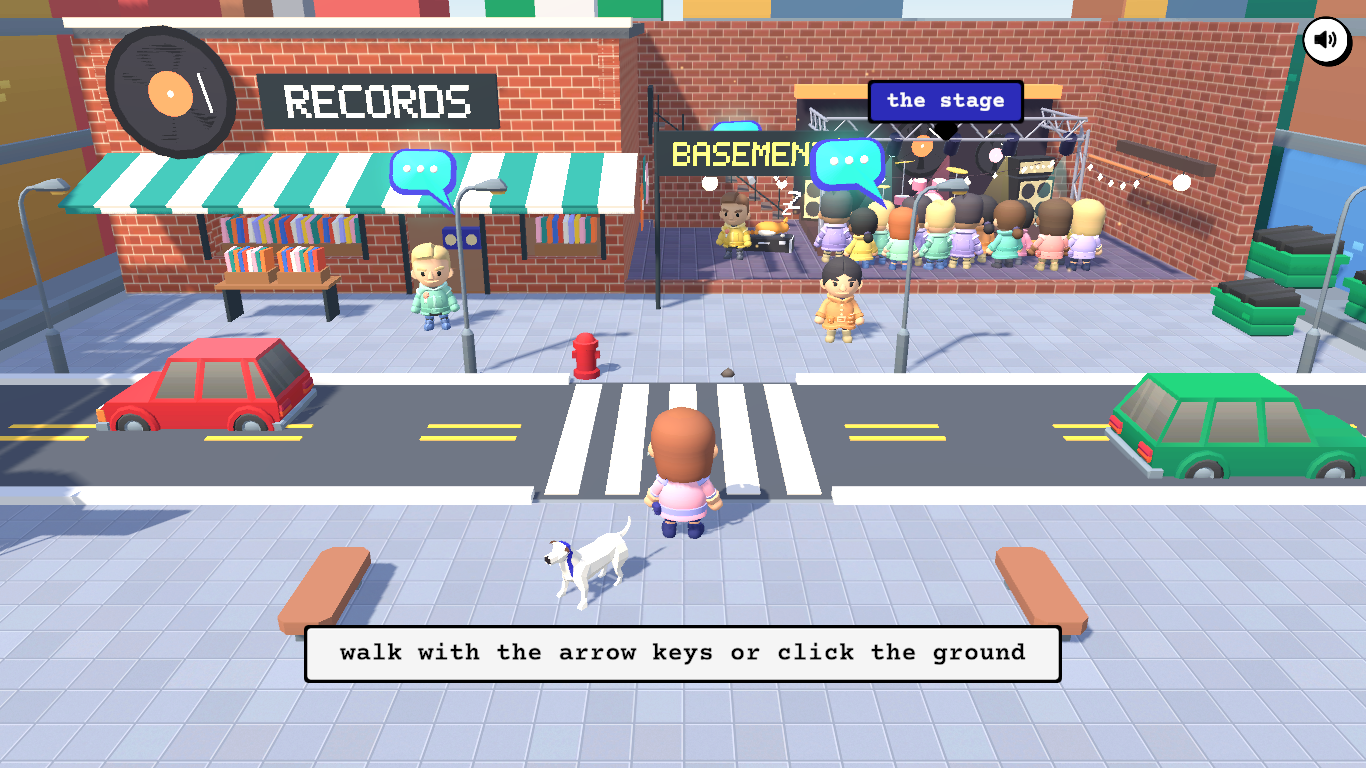 RECORDS
the stage
BASEMEN
walk with the arrow keys or click the ground